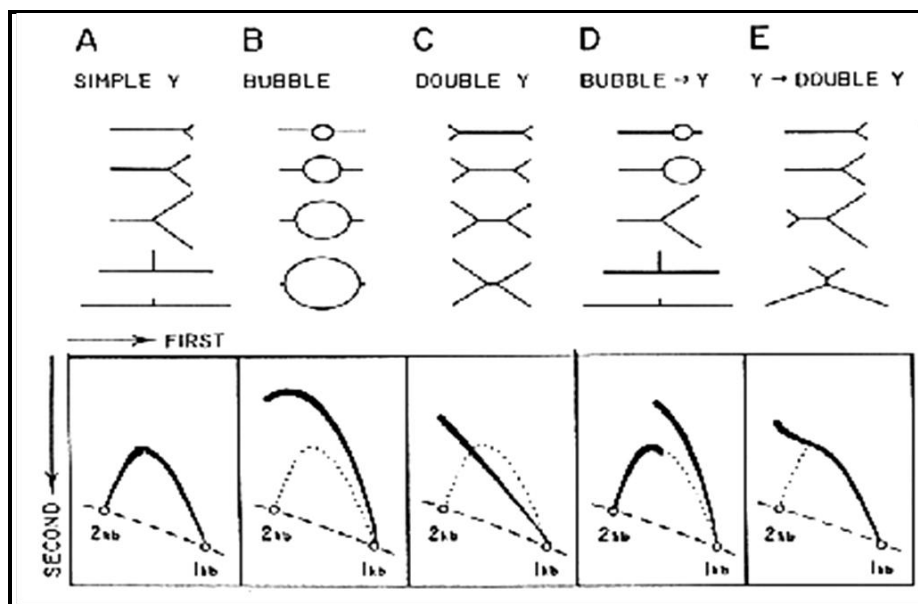 A B C D E
SIMPLE Y BUBBLE DOUBLE Y BUBBLE → Y Y → DOUBLE Y
FIRST
SECOND
2kb 1kb 2kb 1kb 2kb 1kb 2kb 1kb 2kb 1kb